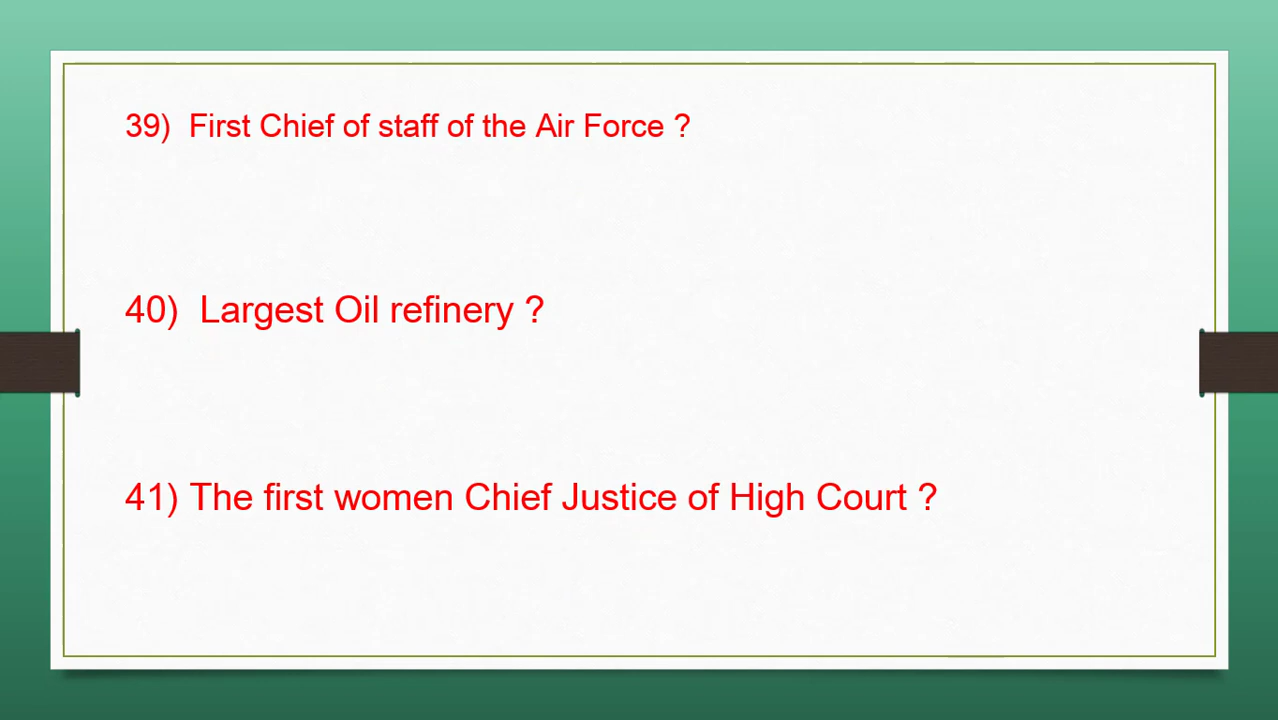 39)  First Chief of staff of the Air Force ?
40)  Largest Oil refinery ?
41) The first women Chief Justice of High Court ?